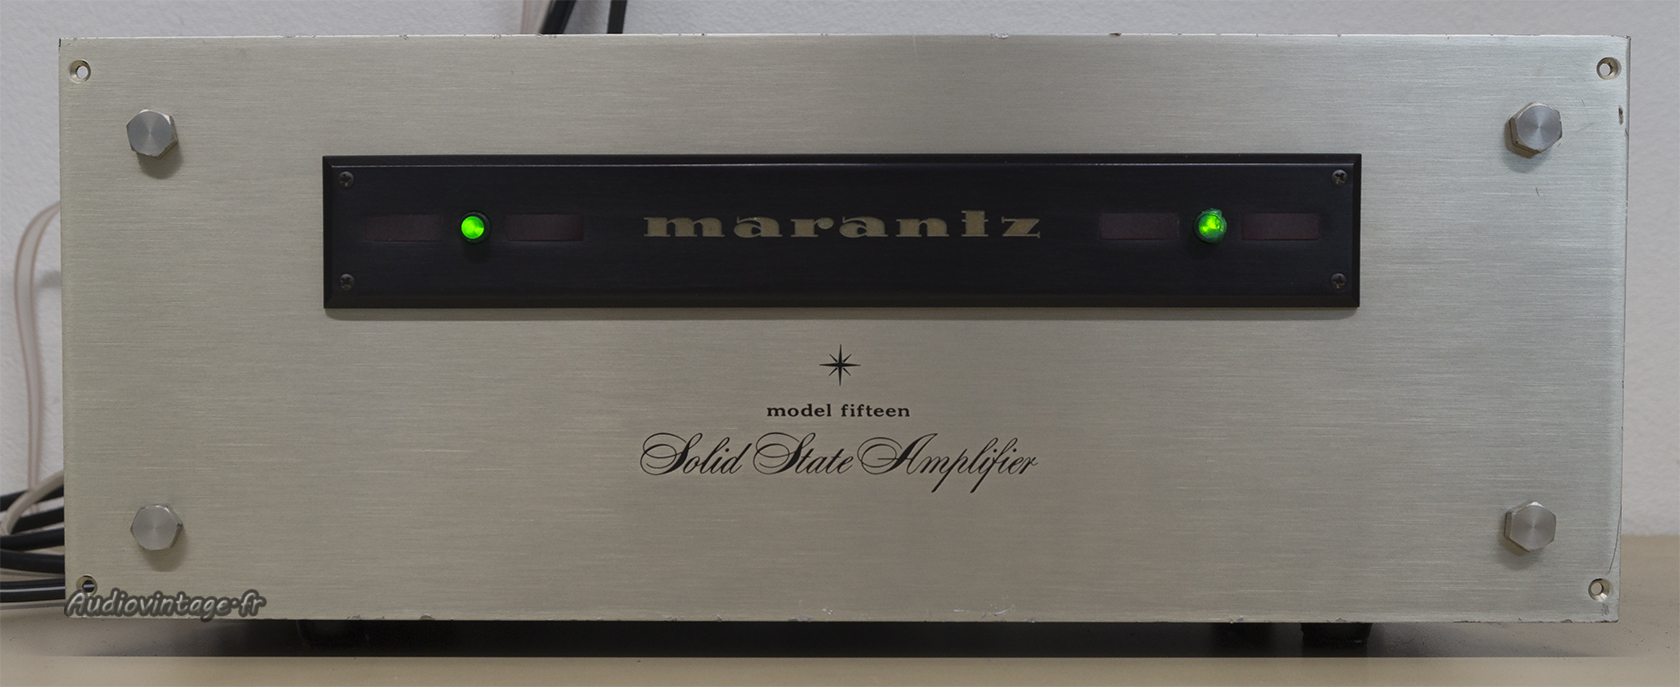 marantz
model fifteen
Solid State Amplifier
Audiovintage.fr